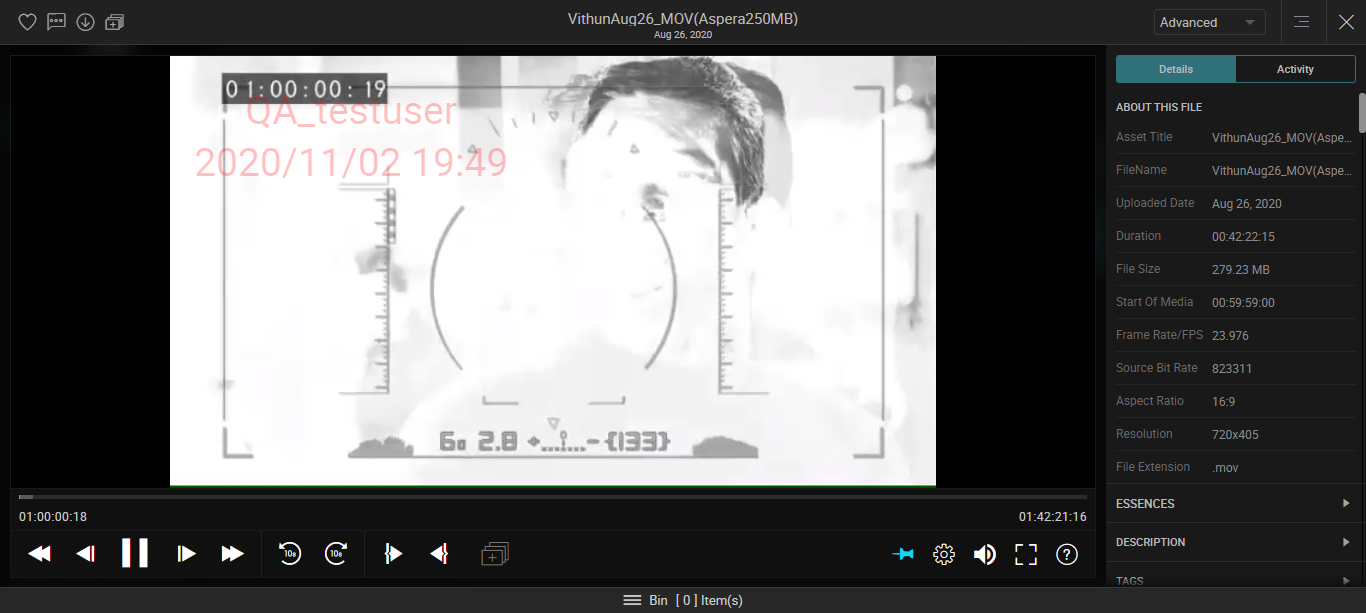 VithunAug26_MOV(Aspera250MB)
Aug 26, 2020
Advanced
01:00:00:19
QA_testuser
2020/11/02 19:49
60 2.8 +...i...- {133}
01:00:00:18
01:42:21:16
10s
10s
Details
Activity
ABOUT THIS FILE
Asset Title VithunAug26_MOV(Aspe...
FileName VithunAug26_MOV(Aspe...
Uploaded Date Aug 26, 2020
Duration 00:42:22:15
File Size 279.23 MB
Start Of Media 00:59:59:00
Frame Rate/FPS 23.976
Source Bit Rate 823311
Aspect Ratio 16:9
Resolution 720x405
File Extension .mov
ESSENCES
DESCRIPTION
TAGS
Bin [ 0 ] Item(s)